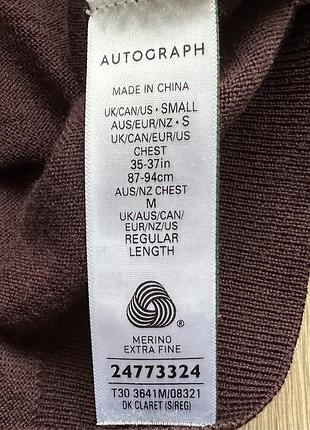 AUTOGRAPH
MADE IN CHINA
UK/CAN/US • SMALL
AUS/EUR/NZ • S
UK/CAN/EUR/US
CHEST
35-37in
87-94cm
AUS/NZ CHEST
M
UK/AUS/CAN/
EUR/NZ/US
REGULAR
LENGTH
®
MERINO
EXTRA FINE
24773324
T30 3641M/08321
DK CLARET (S/REG)